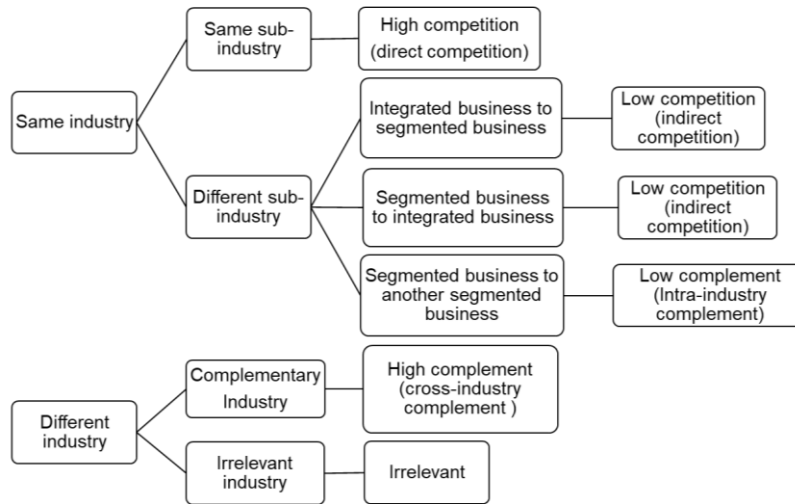 Same industry
Same sub-
industry
High competition
(direct competition)
Different sub-
industry
Integrated business to
segmented business
Low competition
(indirect
competition)
Segmented business
to integrated business
Low competition
(indirect
competition)
Segmented business to
another segmented
business
Low complement
(Intra-industry
complement)
Different
industry
Complementary
Industry
High complement
(cross-industry
complement )
Irrelevant
industry
Irrelevant